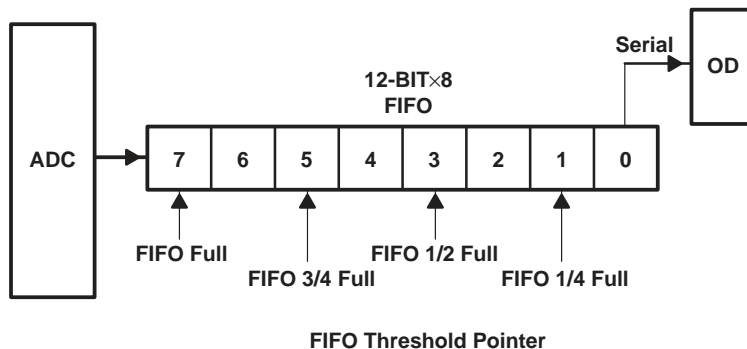 Serial
OD
12-BIT×8
FIFO
ADC
7 6 5 4 3 2 1 0
FIFO Full
FIFO 1/2 Full
FIFO 3/4 Full
FIFO 1/4 Full
FIFO Threshold Pointer